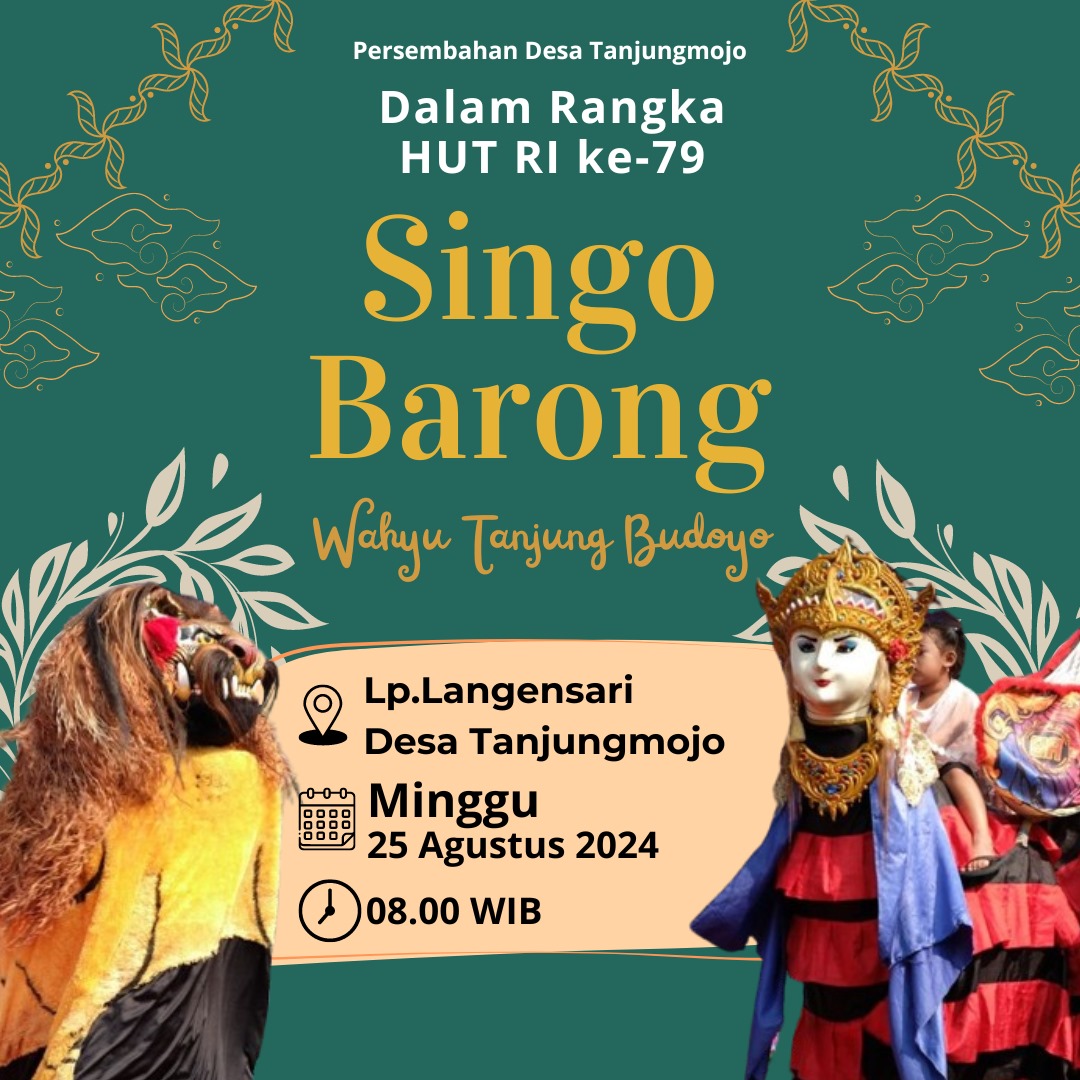 Persembahan Desa Tanjungmojo
Dalam Rangka
HUT RI ke-79
Singo
Barong
Wahyu Tanjung Budoyo
Lp.Langensari
Desa Tanjungmojo
Minggu
25 Agustus 2024
08.00 WIB